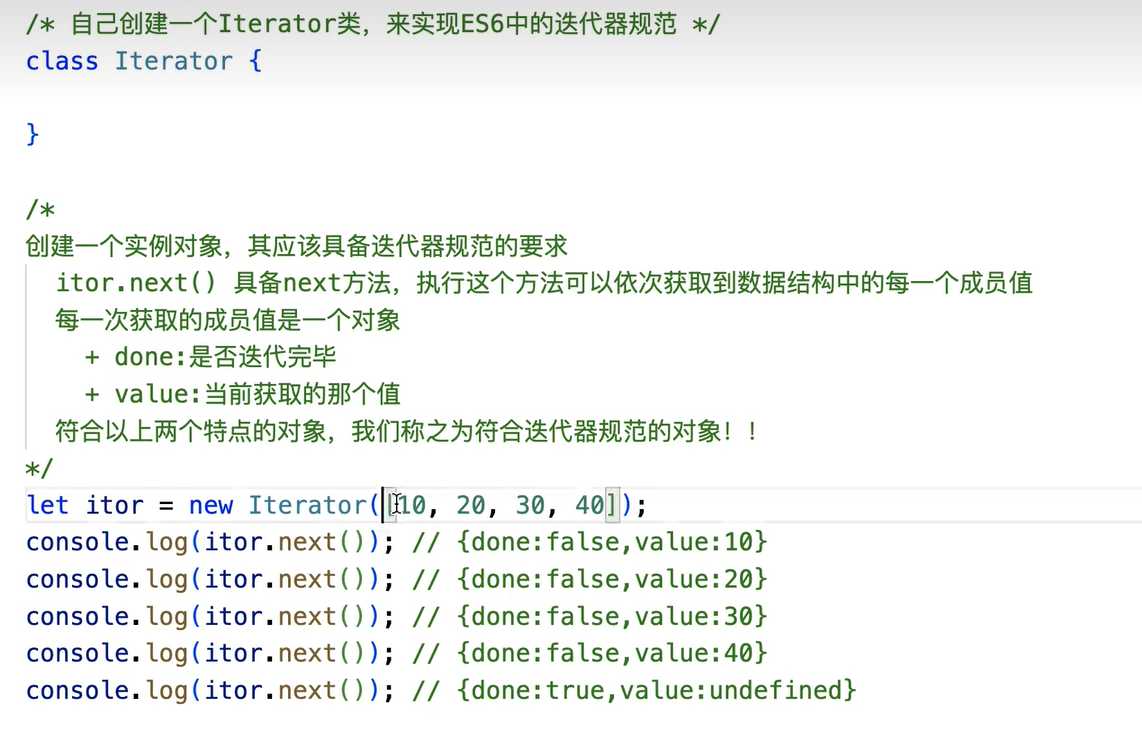 /* 自己创建一个Iterator类，来实现ES6中的迭代器规范 */
class Iterator {
}
/*
创建一个实例对象，其应该具备迭代器规范的要求
itor.next() 具备next方法，执行这个方法可以依次获取到数据结构中的每一个成员值
每一次获取的成员值是一个对象
+ done:是否迭代完毕
+ value:当前获取的那个值
符合以上两个特点的对象，我们称之为符合迭代器规范的对象！！
*/
let itor = new Iterator([10, 20, 30, 40]);
console.log(itor.next()); // {done:false,value:10}
console.log(itor.next()); // {done:false,value:20}
console.log(itor.next()); // {done:false,value:30}
console.log(itor.next()); // {done:false,value:40}
console.log(itor.next()); // {done:true,value:undefined}